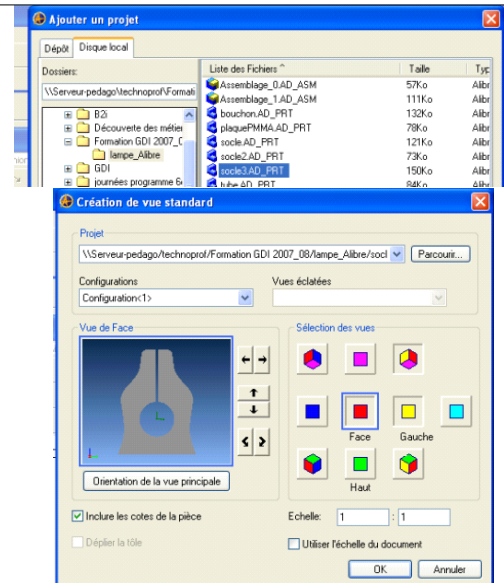 Ajouter un projet
Dépôt Disque local
Dossiers:
\\Serveur-pedago\technoprof\Formati
B2i
Découverte des métier
Formation GDI 2007_0
lampe_Alibre
GDI
journées programme 6
Liste des Fichiers ^ Taille Typ
Assemblage_0.AD_ASM 57Ko Alibr
Assemblage_1.AD_ASM 111Ko Alibr
bouchon.AD_PRT 132Ko Alibr
plaquePMMA.AD_PRT 78Ko Alibr
socle.AD_PRT 121Ko Alibr
socle2.AD_PRT 73Ko Alibr
socle3.AD_PRT 150Ko Alibr
tube.AD_PRT 84Ko Alibr
Création de vue standard
Projet
\\Serveur-pedago/technoprof/Formation GDI 2007_08/lampe_Alibre/socl Parcourir...
Configurations Vues éclatées
Configuration<1>
Vue de Face Sélection des vues
Face Gauche
Haut
Orientation de la vue principale
Inclure les cotes de la pièce Echelle: 1 : 1
Déplier la tôle Utiliser l'échelle du document
OK Annuler